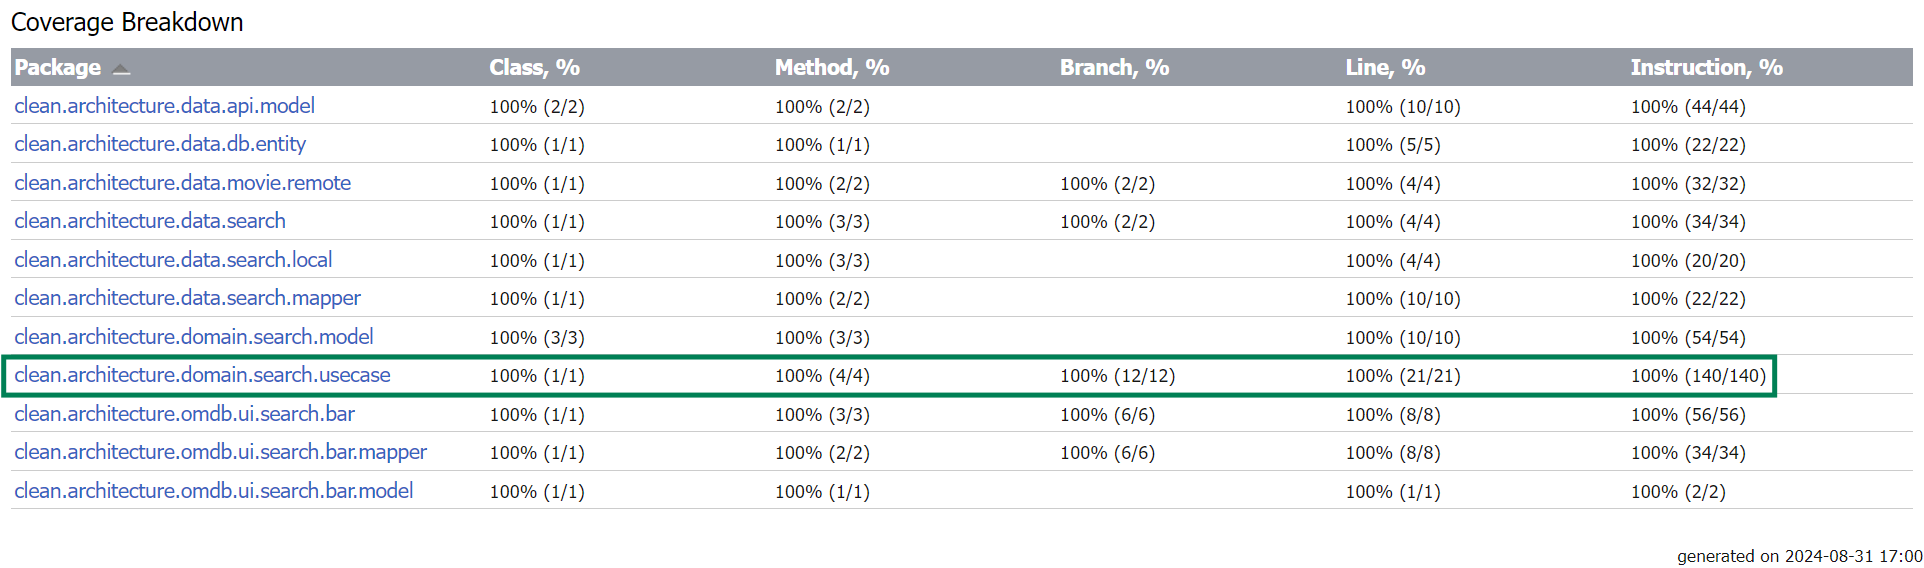 Coverage Breakdown
Package Class, % Method, % Branch, % Line, % Instruction, %
clean.architecture.data.api.model 100% (2/2) 100% (2/2) 100% (10/10) 100% (44/44)
clean.architecture.data.db.entity 100% (1/1) 100% (1/1) 100% (5/5) 100% (22/22)
clean.architecture.data.movie.remote 100% (1/1) 100% (2/2) 100% (2/2) 100% (4/4) 100% (32/32)
clean.architecture.data.search 100% (1/1) 100% (3/3) 100% (2/2) 100% (4/4) 100% (34/34)
clean.architecture.data.search.local 100% (1/1) 100% (3/3) 100% (4/4) 100% (20/20)
clean.architecture.data.search.mapper 100% (1/1) 100% (2/2) 100% (10/10) 100% (22/22)
clean.architecture.domain.search.model 100% (3/3) 100% (3/3) 100% (10/10) 100% (54/54)
clean.architecture.domain.search.usecase 100% (1/1) 100% (4/4) 100% (12/12) 100% (21/21) 100% (140/140)
clean.architecture.omdb.ui.search.bar 100% (1/1) 100% (3/3) 100% (6/6) 100% (8/8) 100% (56/56)
clean.architecture.omdb.ui.search.bar.mapper 100% (1/1) 100% (2/2) 100% (6/6) 100% (8/8) 100% (34/34)
clean.architecture.omdb.ui.search.bar.model 100% (1/1) 100% (1/1) 100% (1/1) 100% (2/2)
generated on 2024-08-31 17:00